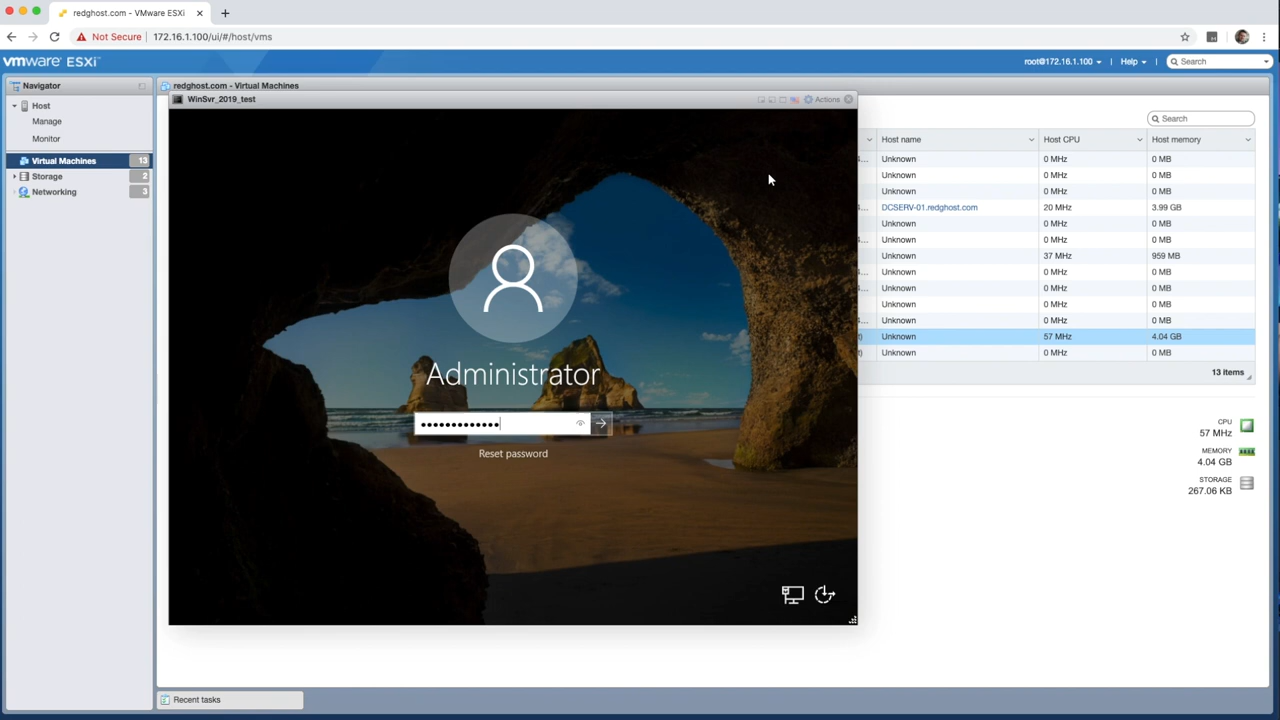 redghost.com - VMware ESXi
Not Secure 172.16.1.100/ui/#/host/vms
vmware ESXi
root@172.16.1.100 | Help | Search
Navigator
Host
Manage
Monitor
Virtual Machines 13
Storage 2
Networking 3
redghost.com - Virtual Machines
WinSvr_2019_test
Actions
Administrator
Reset password
Search
Host name Host CPU Host memory
4... Unknown 0 MHz 0 MB
Unknown 0 MHz 0 MB
Unknown 0 MHz 0 MB
4... DCSERV-01.redghost.com 20 MHz 3.99 GB
Unknown 0 MHz 0 MB
4... Unknown 0 MHz 0 MB
Unknown 37 MHz 959 MB
4... Unknown 0 MHz 0 MB
4... Unknown 0 MHz 0 MB
Unknown 0 MHz 0 MB
4... Unknown 0 MHz 0 MB
Unknown 57 MHz 4.04 GB
Unknown 0 MHz 0 MB
13 items
CPU
57 MHz
MEMORY
4.04 GB
STORAGE
267.06 KB
Recent tasks